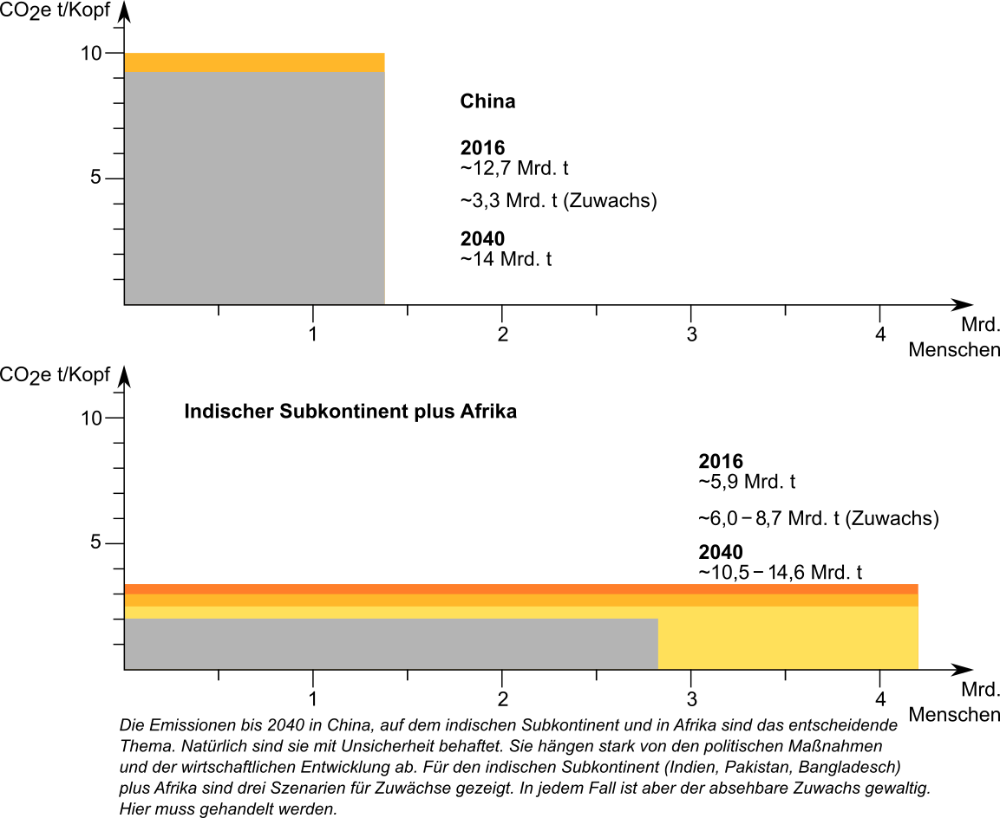 CO2e t/Kopf
10
5
China
2016
~12,7 Mrd. t
~3,3 Mrd. t (Zuwachs)
2040
~14 Mrd. t
1
2
3
4
Mrd.
Menschen
CO2e t/Kopf
10
5
Indischer Subkontinent plus Afrika
2016
~5,9 Mrd. t
~6,0 – 8,7 Mrd. t (Zuwachs)
2040
~10,5 – 14,6 Mrd. t
1
2
3
4
Mrd.
Menschen
Die Emissionen bis 2040 in China, auf dem indischen Subkontinent und in Afrika sind das entscheidende
Thema. Natürlich sind sie mit Unsicherheit behaftet. Sie hängen stark von den politischen Maßnahmen
und der wirtschaftlichen Entwicklung ab. Für den indischen Subkontinent (Indien, Pakistan, Bangladesch)
plus Afrika sind drei Szenarien für Zuwächse gezeigt. In jedem Fall ist aber der absehbare Zuwachs gewaltig.
Hier muss gehandelt werden.